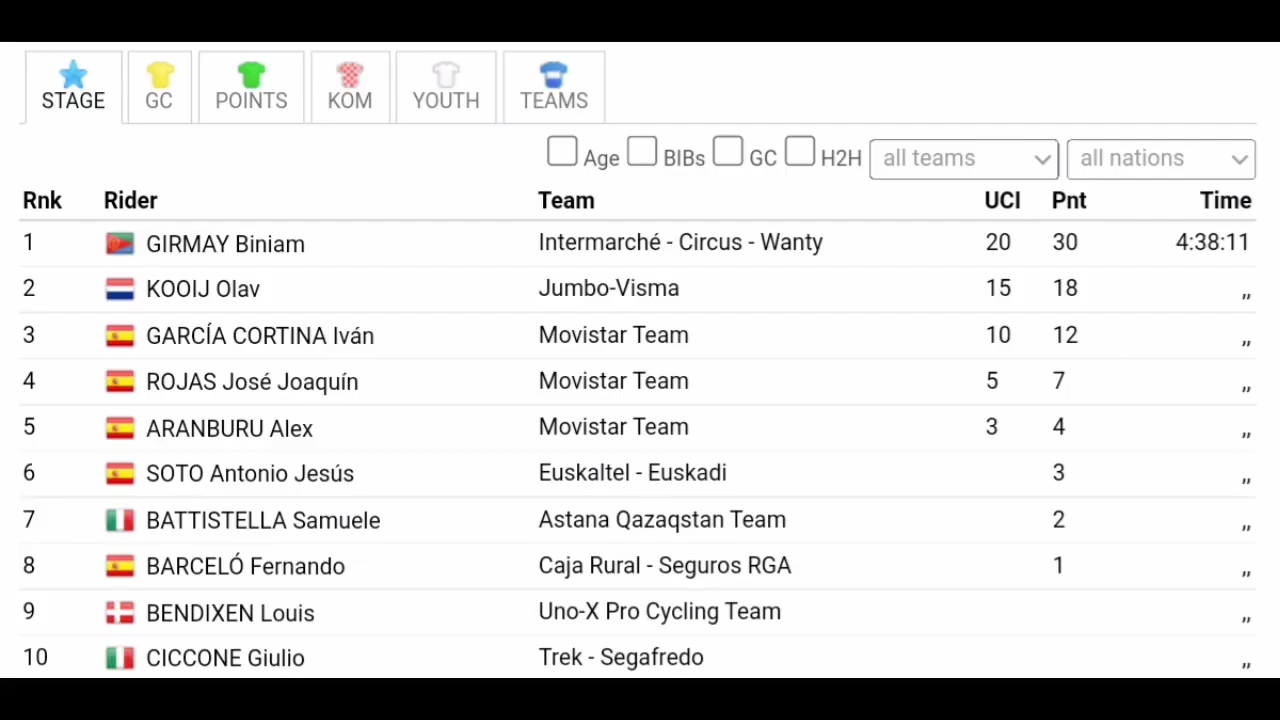 STAGE GC POINTS KOM YOUTH TEAMS
Age BIBs GC H2H all teams all nations
Rnk Rider Team UCI Pnt Time
1 GIRMAY Biniam Intermarché - Circus - Wanty 20 30 4:38:11
2 KOOIJ Olav Jumbo-Visma 15 18 ,,
3 GARCÍA CORTINA Iván Movistar Team 10 12 ,,
4 ROJAS José Joaquín Movistar Team 5 7 ,,
5 ARANBURU Alex Movistar Team 3 4 ,,
6 SOTO Antonio Jesús Euskaltel - Euskadi 3 ,,
7 BATTISTELLA Samuele Astana Qazaqstan Team 2 ,,
8 BARCELÓ Fernando Caja Rural - Seguros RGA 1 ,,
9 BENDIXEN Louis Uno-X Pro Cycling Team ,,
10 CICCONE Giulio Trek - Segafredo ,,